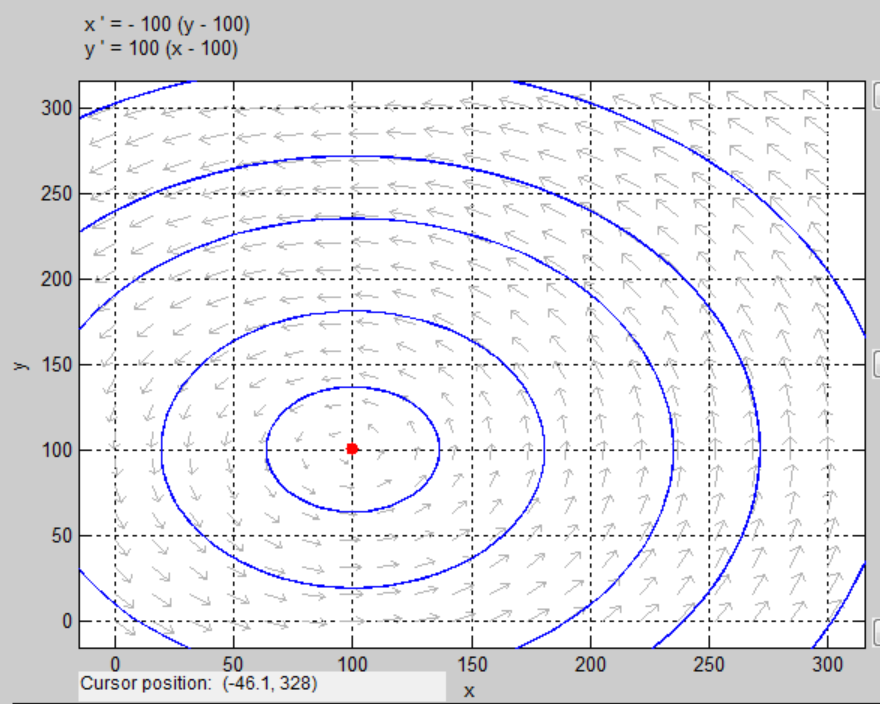 x ' = - 100 (y - 100)
y ' = 100 (x - 100)
300
250
200
150
100
50
0
y
0 50 100 150 200 250 300
x
Cursor position: (-46.1, 328)